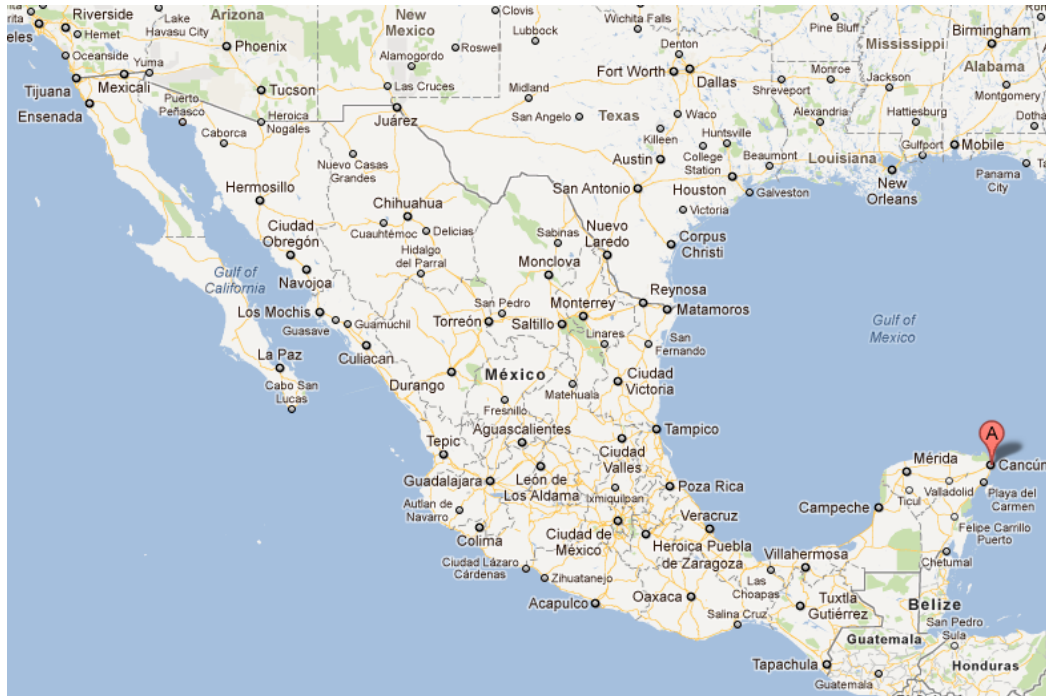 Clovis
Wichita Falls
Lake
Havasu City
Arizona
New
Mexico
Lubbock
Pine Bluff
Riverside
Hemet
Phoenix
Roswell
Denton
Mississippi
Birmingham
eles
Oceanside
Yuma
Alamogordo
Fort Worth
Dallas
Monroe
Jackson
Alabama
Tijuana
Mexicali
Tucson
Las Cruces
Midland
Shreveport
Montgomery
Ensenada
Puerto
Peñasco
Heroica
Nogales
Juárez
San Angelo
Texas
Waco
Alexandria
Hattiesburg
Dotha
Caborca
Killeen
Huntsville
Gulfport
Mobile
Nuevo Casas
Grandes
Austin
College
Station
Beaumont
Louisiana
Panama
City
Hermosillo
San Antonio
Houston
Galveston
New
Orleans
Chihuahua
Victoria
Ciudad
Obregón
Cuauhtémoc
Delicias
Sabinas
Nuevo
Laredo
Corpus
Christi
Hidalgo
del Parral
Gulf of
California
Navojoa
Monclova
Reynosa
Los Mochis
San Pedro
Monterrey
Matamoros
Guasave
Guamuchil
Torreón
Saltillo
Linares
San
Fernando
Gulf of
Mexico
La Paz
Culiacan
Cabo San
Lucas
Durango
México
Matehuala
Ciudad
Victoria
Fresnillo
Tepic
Aguascalientes
Tampico
A
Ciudad
Valles
Mérida
Cancún
Guadalajara
León de
Los Aldama
Ixmiquilpan
Poza Rica
Valladolid
Playa del
Carmen
Autlan de
Navarro
Ticul
Campeche
Veracruz
Felipe Carrillo
Puerto
Colima
Ciudad de
México
Heroica Puebla
de Zaragoza
Villahermosa
Ciudad Lázaro
Cárdenas
Chetumal
Zihuatanejo
Las
Choapas
Acapulco
Oaxaca
Tuxtla
Gutiérrez
Belize
Salina Cruz
San Pedro
Sula
Guatemala
Tapachula
Honduras
Guatemala